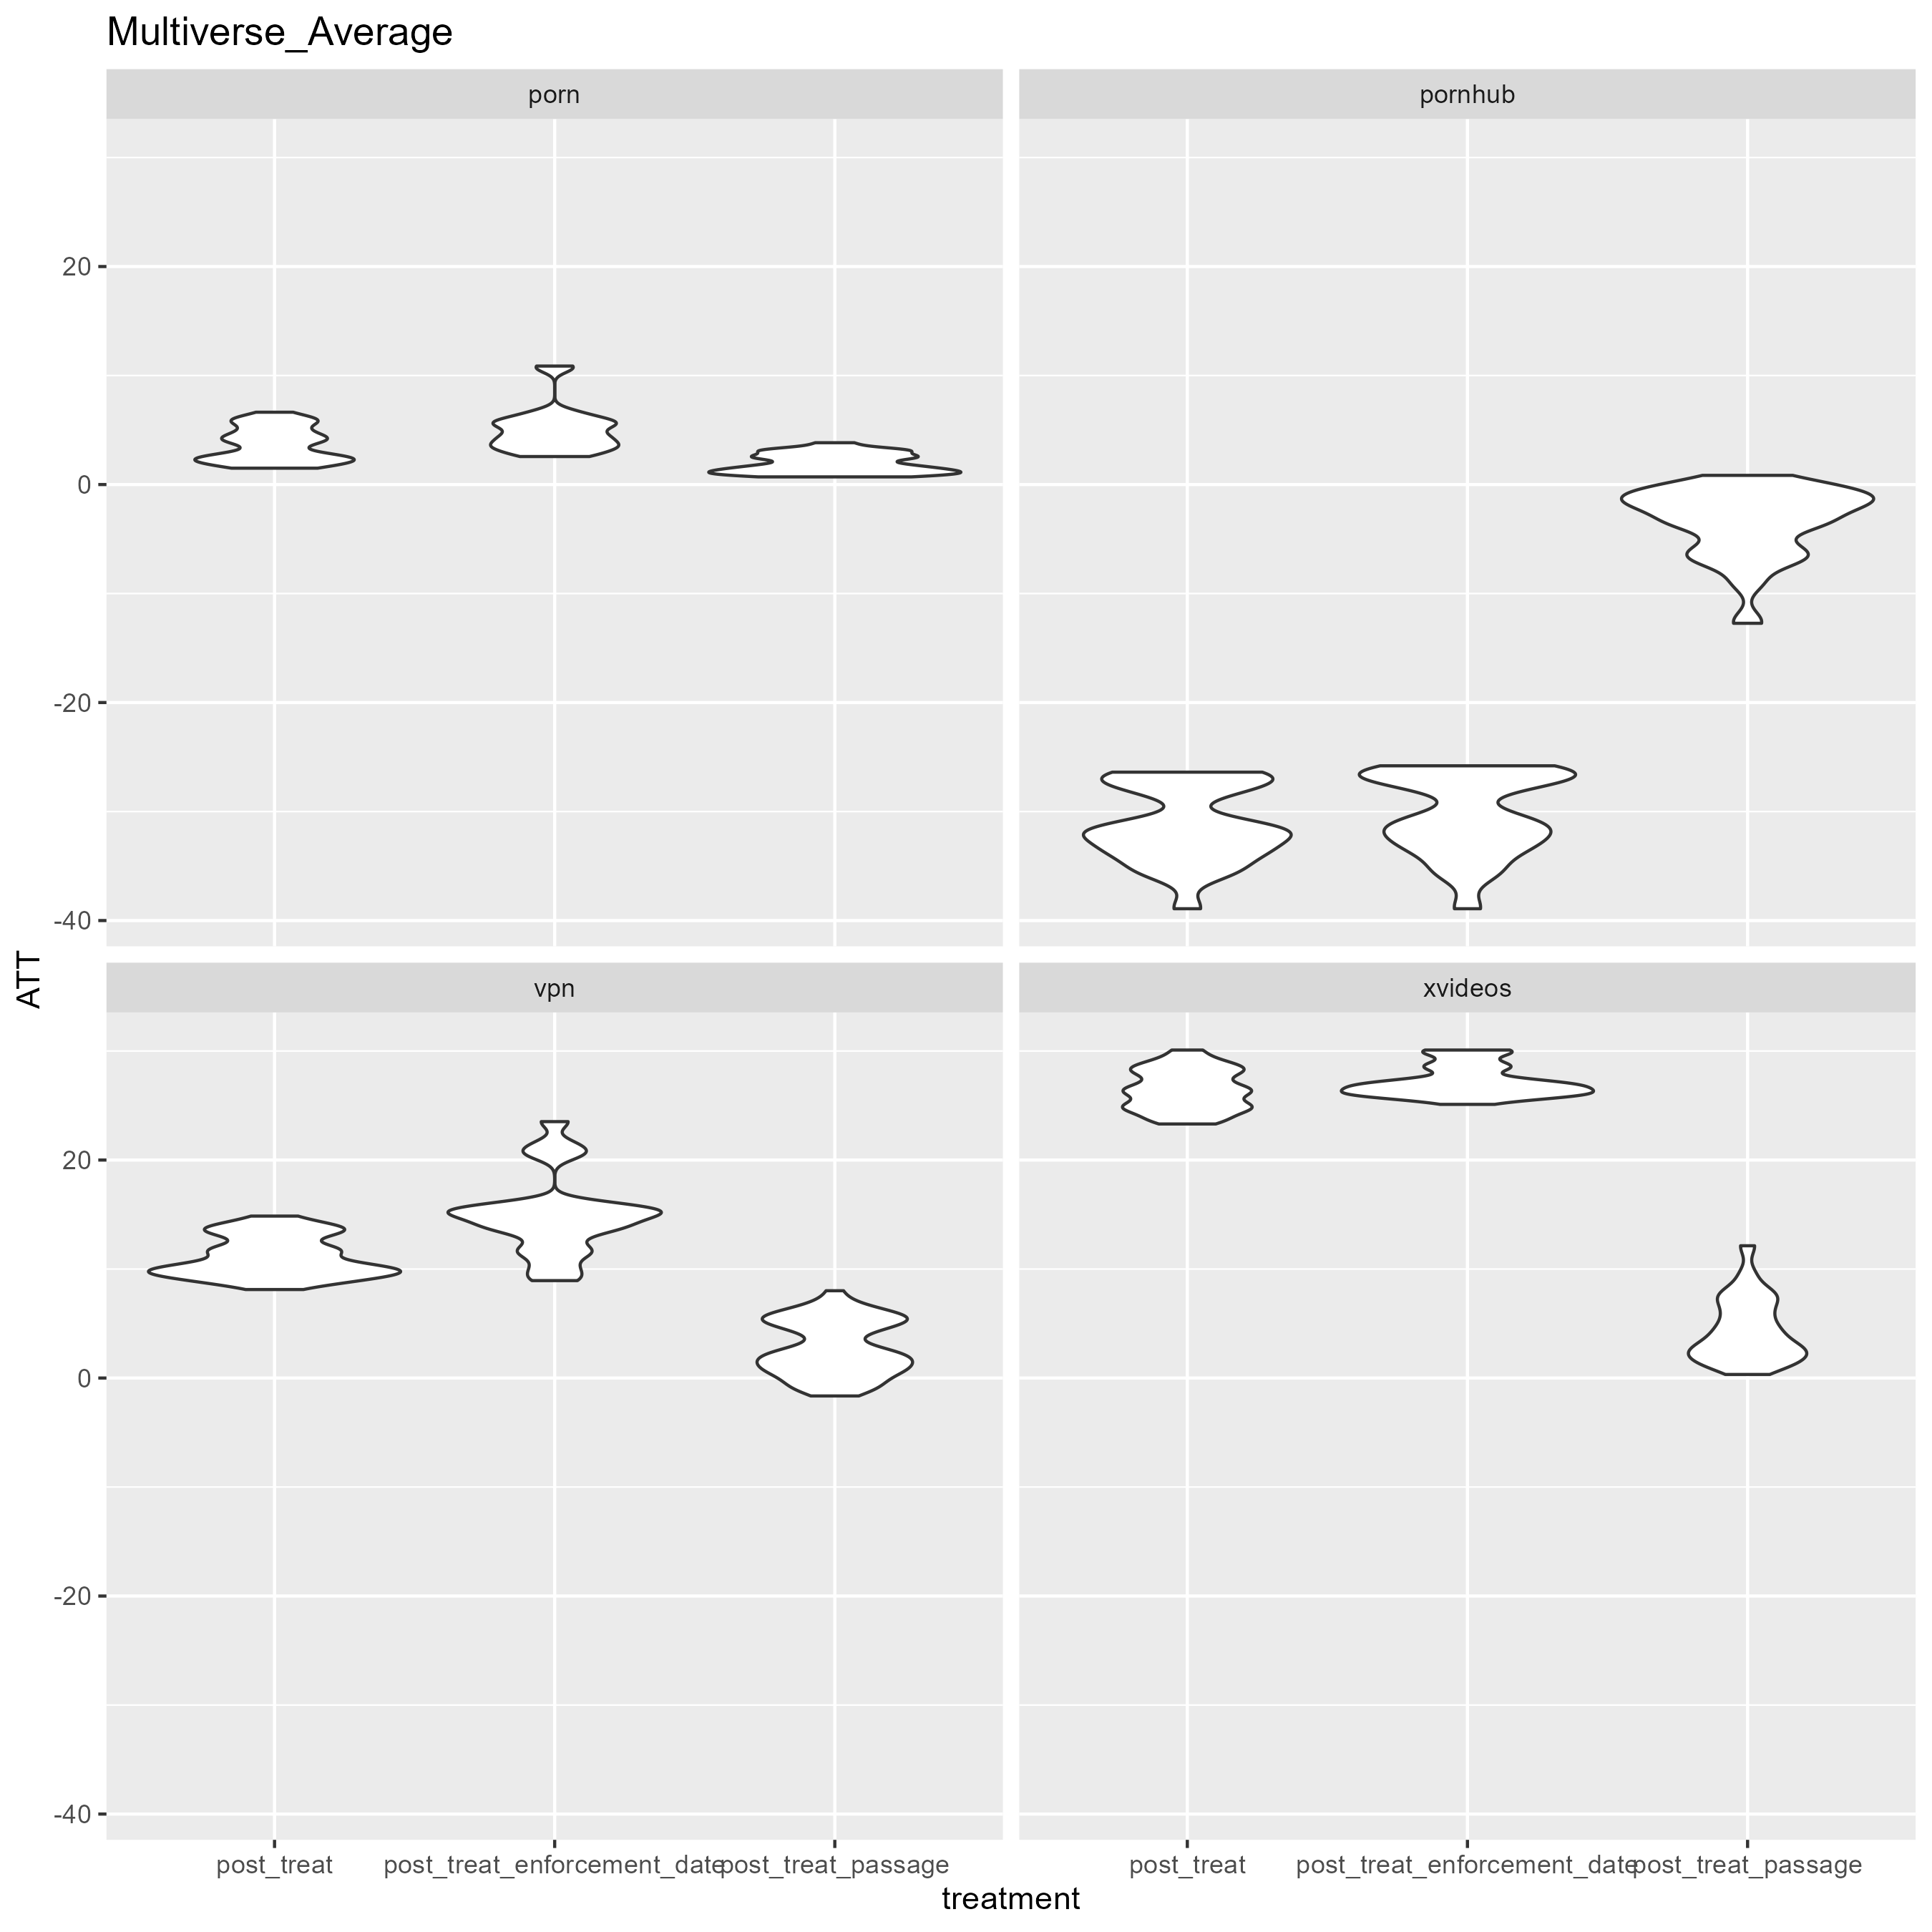 Multiverse_Average
porn
pornhub
20
0
-20
-40
ATT
vpn
xvideos
20
0
-20
-40
post_treat
post_treat_enforcement_date
post_treat_passage
post_treat
post_treat_enforcement_date
post_treat_passage
treatment